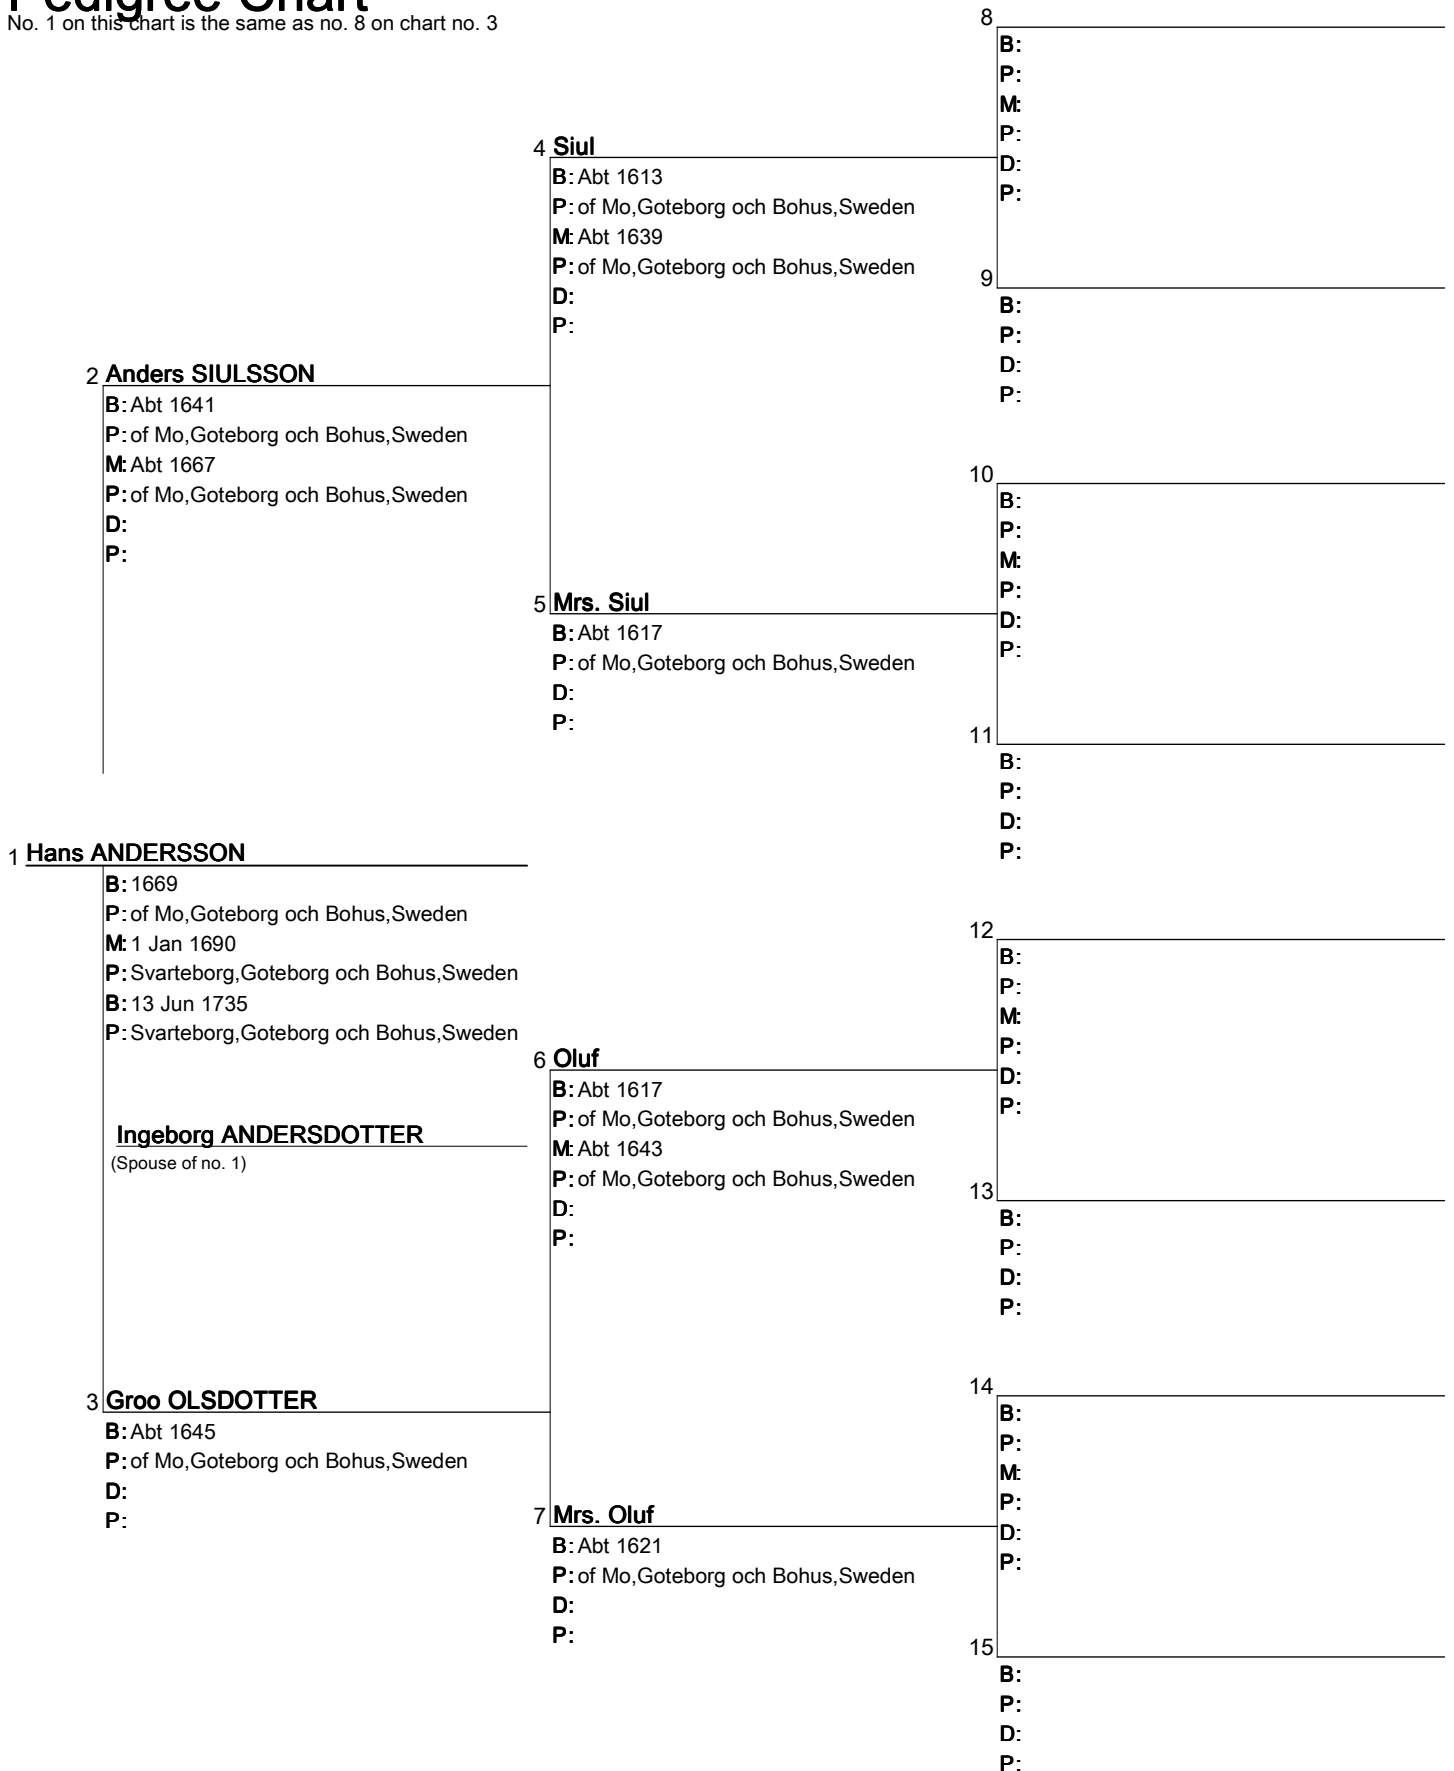 Pedigree Chart
No. 1 on this chart is the same as no. 8 on chart no. 3
8
B:
P:
M:
P:
D:
P:
4 Siul
B: Abt 1613
P: of Mo,Goteborg och Bohus,Sweden
M: Abt 1639
P: of Mo,Goteborg och Bohus,Sweden
D:
P:
9
B:
P:
D:
P:
2 Anders SIULSSON
B: Abt 1641
P: of Mo,Goteborg och Bohus,Sweden
M: Abt 1667
P: of Mo,Goteborg och Bohus,Sweden
D:
P:
10
B:
P:
M:
P:
D:
P:
5 Mrs. Siul
B: Abt 1617
P: of Mo,Goteborg och Bohus,Sweden
D:
P:
11
B:
P:
D:
P:
1 Hans ANDERSSON
B: 1669
P: of Mo,Goteborg och Bohus,Sweden
M: 1 Jan 1690
P: Svarteborg,Goteborg och Bohus,Sweden
B: 13 Jun 1735
P: Svarteborg,Goteborg och Bohus,Sweden
12
B:
P:
M:
P:
D:
P:
6 Oluf
B: Abt 1617
P: of Mo,Goteborg och Bohus,Sweden
M: Abt 1643
P: of Mo,Goteborg och Bohus,Sweden
D:
P:
Ingeborg ANDERSDOTTER
(Spouse of no. 1)
13
B:
P:
D:
P:
3 Groo OLSDOTTER
B: Abt 1645
P: of Mo,Goteborg och Bohus,Sweden
D:
P:
14
B:
P:
M:
P:
D:
P:
7 Mrs. Oluf
B: Abt 1621
P: of Mo,Goteborg och Bohus,Sweden
D:
P:
15
B:
P:
D:
P: